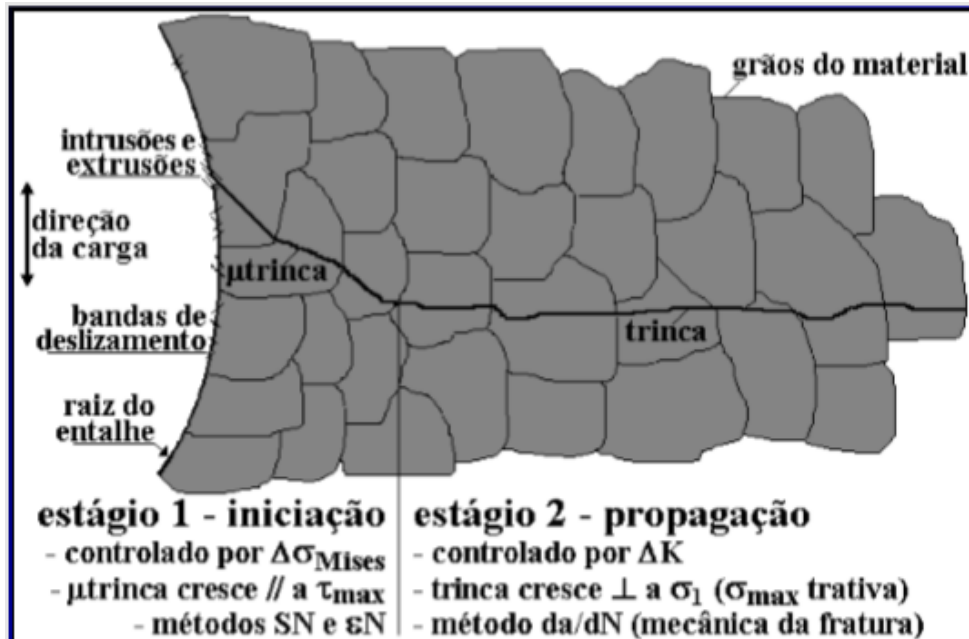 grãos do material
intrusões e
extrusões
direção
da carga
μtrinca
bandas de
deslizamento
trinca
raiz do
entalhe
estágio 1 - iniciação
- controlado por ΔσMises
- μtrinca cresce // a τmax
- métodos SN e εN
estágio 2 - propagação
- controlado por ΔK
- trinca cresce ⊥ a σ1 (σmax trativa)
- método da/dN (mecânica da fratura)